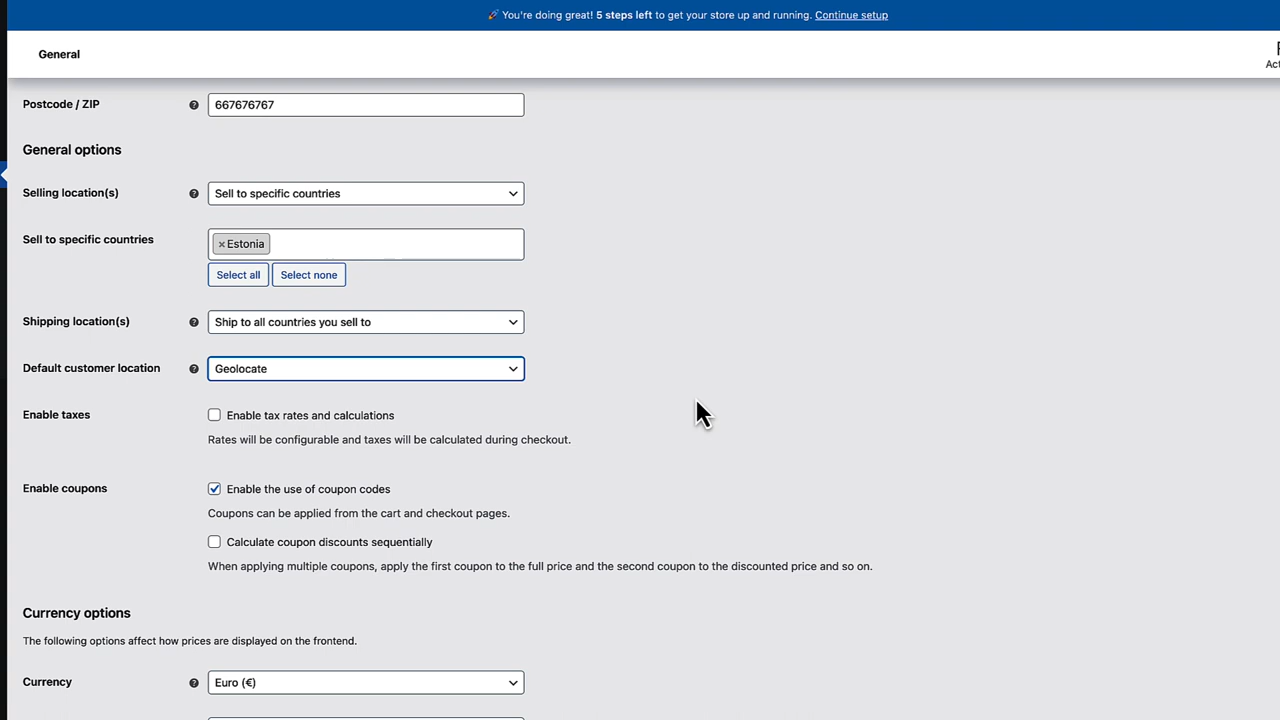 🚀 You're doing great! 5 steps left to get your store up and running. Continue setup
General
Act
Postcode / ZIP
667676767
General options
Selling location(s)
Sell to specific countries
Sell to specific countries
× Estonia
Select all
Select none
Shipping location(s)
Ship to all countries you sell to
Default customer location
Geolocate
Enable taxes
Enable tax rates and calculations
Rates will be configurable and taxes will be calculated during checkout.
Enable coupons
Enable the use of coupon codes
Coupons can be applied from the cart and checkout pages.
Calculate coupon discounts sequentially
When applying multiple coupons, apply the first coupon to the full price and the second coupon to the discounted price and so on.
Currency options
The following options affect how prices are displayed on the frontend.
Currency
Euro (€)